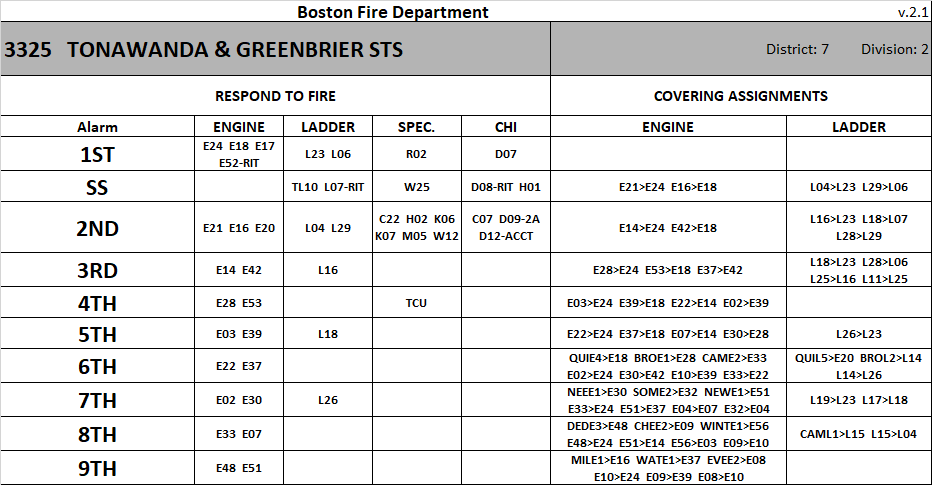 Boston Fire Department v.2.1
3325 TONAWANDA & GREENBRIER STS District: 7 Division: 2
RESPOND TO FIRE COVERING ASSIGNMENTS
Alarm ENGINE LADDER SPEC. CHI ENGINE LADDER
1ST E24 E18 E17 E52-RIT L23 L06 R02 D07
SS TL10 L07-RIT W25 D08-RIT H01 E21>E24 E16>E18 L04>L23 L29>L06
2ND E21 E16 E20 L04 L29 C22 H02 K06 K07 M05 W12 C07 D09-2A D12-ACCT E14>E24 E42>E18 L16>L23 L18>L07 L28>L29
3RD E14 E42 L16 E28>E24 E53>E18 E37>E42 L18>L23 L28>L06 L25>L16 L11>L25
4TH E28 E53 TCU E03>E24 E39>E18 E22>E14 E02>E39
5TH E03 E39 L18 E22>E24 E37>E18 E07>E14 E30>E28 L26>L23
6TH E22 E37 QUIE4>E18 BROE1>E28 CAME2>E33 E02>E24 E30>E42 E10>E39 E33>E22 QUIL5>E20 BROL2>L14 L14>L26
7TH E02 E30 L26 NEEE1>E30 SOME2>E32 NEWE1>E51 E33>E24 E51>E37 E04>E07 E32>E04 L19>L23 L17>L18
8TH E33 E07 DEDE3>E48 CHEE2>E09 WINTE1>E56 E48>E24 E51>E14 E56>E03 E09>E10 CAML1>L15 L15>L04
9TH E48 E51 MILE1>E16 WATE1>E37 EVEE2>E08 E10>E24 E09>E39 E08>E10